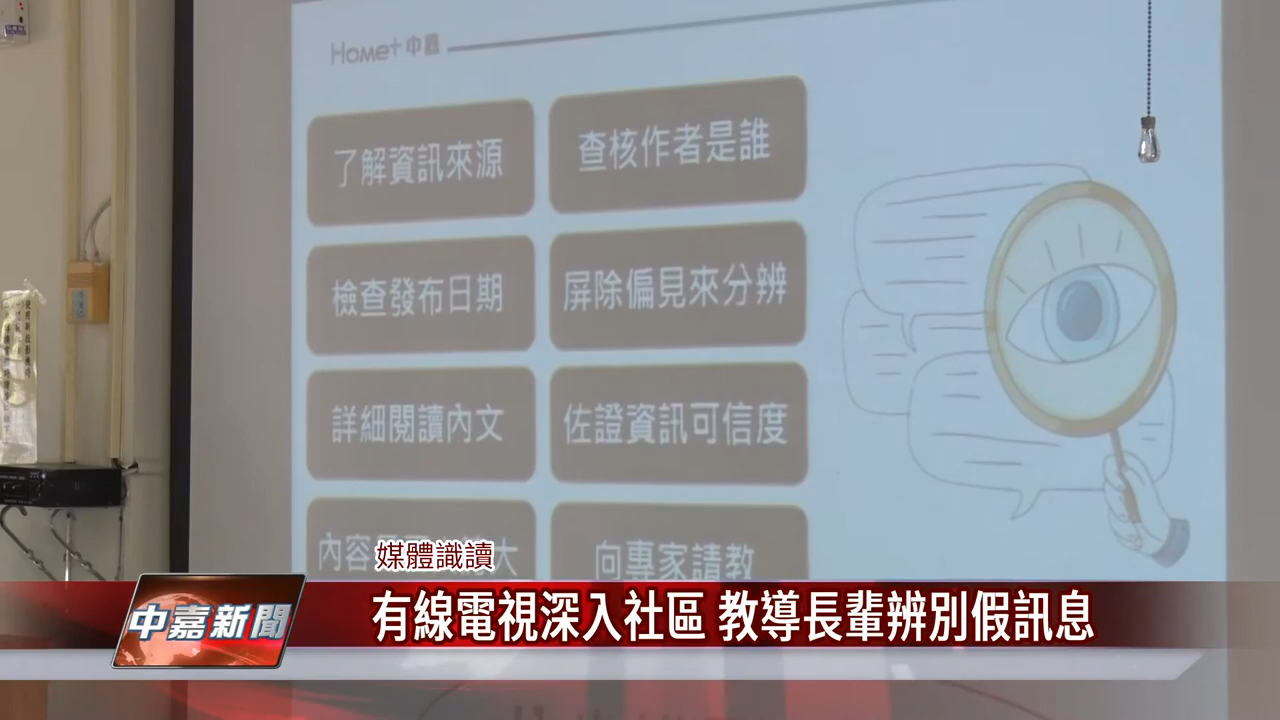 Home+ 中嘉
了解資訊來源
查核作者是誰
檢查發布日期
屏除偏見來分辨
詳細閱讀內文
佐證資訊可信度
內容
大
向專家請教
媒體識讀
中嘉新聞
有線電視深入社區 教導長輩辨別假訊息